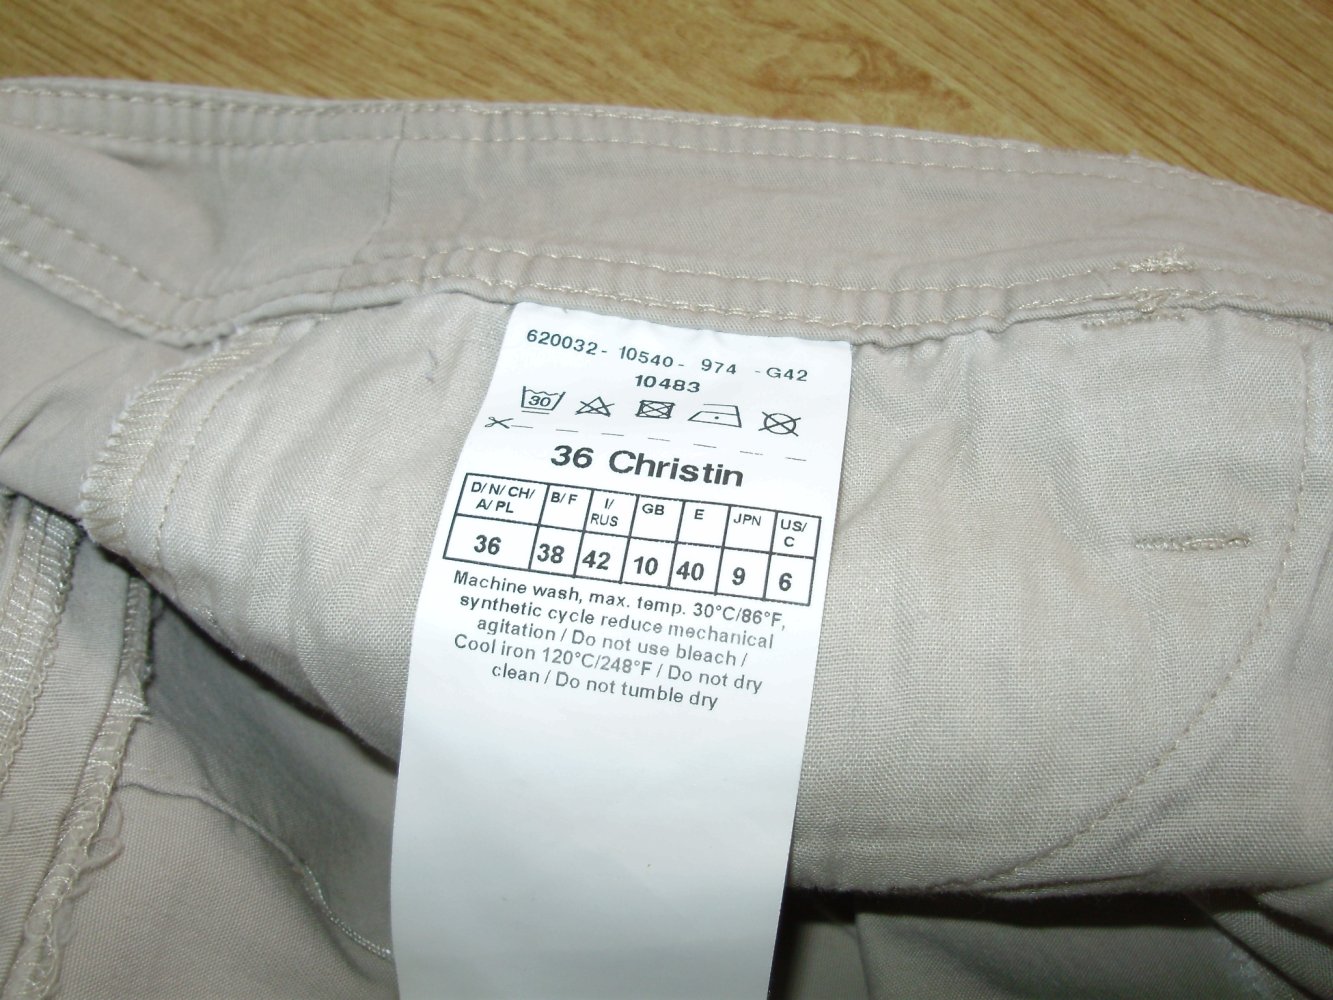 620032- 10540- 974 -G42
10483
30
36 Christin
D/N/CH/ A/PL B/F I/ RUS GB E JPN US/ C
36 38 42 10 40 9 6
Machine wash, max. temp. 30°C/86°F,
synthetic cycle reduce mechanical
agitation / Do not use bleach /
Cool iron 120°C/248°F / Do not dry
clean / Do not tumble dry